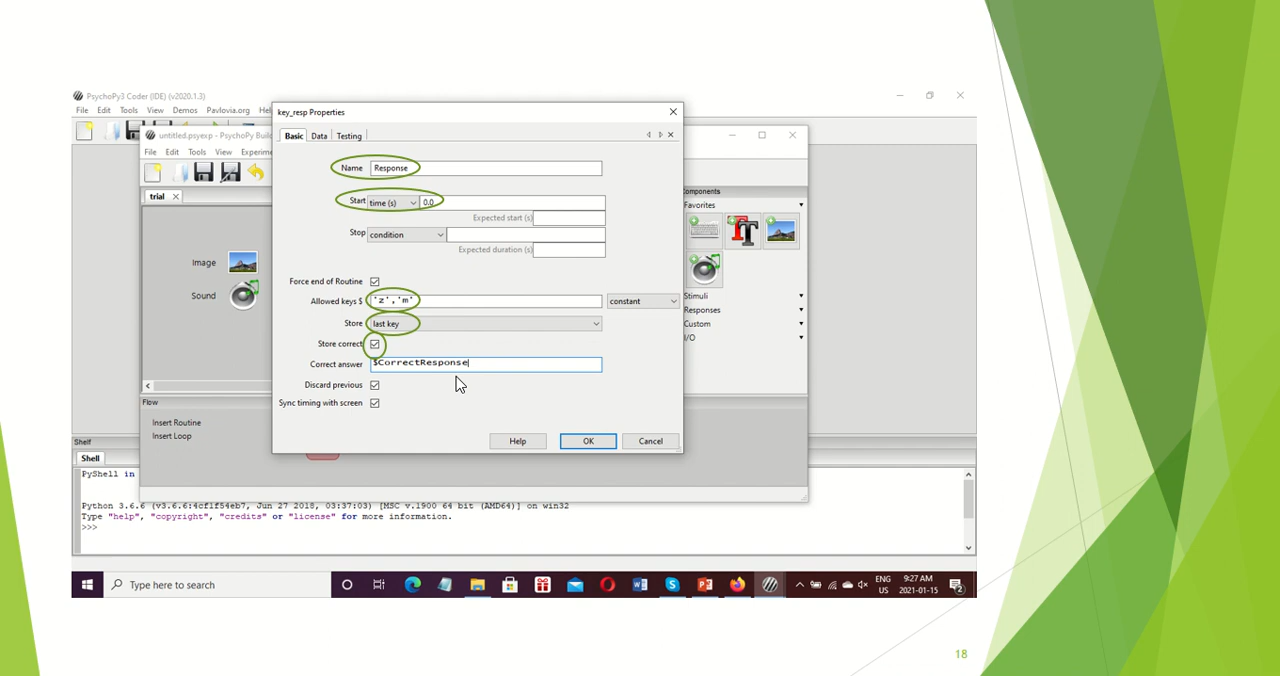 PsychoPy3 Coder (IDE) (v2020.1.3)
File Edit Tools View Demos Pavlovia.org
untitled.psyexp - PsychoPy
File Edit Tools View
trial
Image
Sound
Flow
Insert Routine
Insert Loop
key_resp Properties
Basic Data Testing
Name Response
Start time (s) 0.0
Expected start (s)
Stop condition
Expected duration (s)
Force end of Routine
Allowed keys $ 'z','m' constant
Store last key
Store correct
Correct answer $CorrectResponse
Discard previous
Sync timing with screen
Help OK Cancel
Favorites
Stimuli
Responses
Custom
I/O
Shelf
Shell
PyShell in
Python 3.6.6 (v3.6.6:4cf1f54eb7, Jun 27 2018, 03:37:03) [MSC v.1900 64 bit (AMD64)] on win32
Type "help", "copyright", "credits" or "license" for more information.
>>>
Type here to search
ENG
US
9:27 AM
2021-01-15
2
18